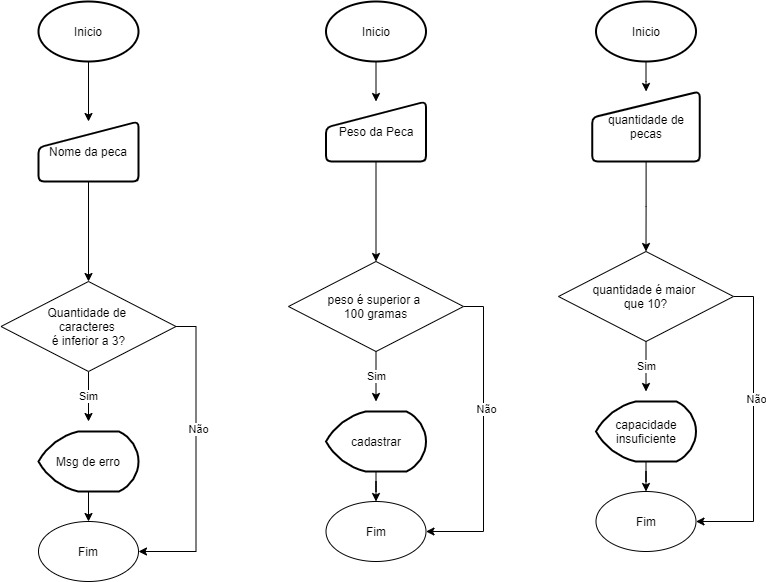 Inicio
Nome da peca
Quantidade de
caracteres
é inferior a 3?
Sim
Não
Msg de erro
Fim
Inicio
Peso da Peca
peso é superior a
100 gramas
Sim
Não
cadastrar
Fim
Inicio
quantidade de
pecas
quantidade é maior
que 10?
Sim
Não
capacidade
insuficiente
Fim